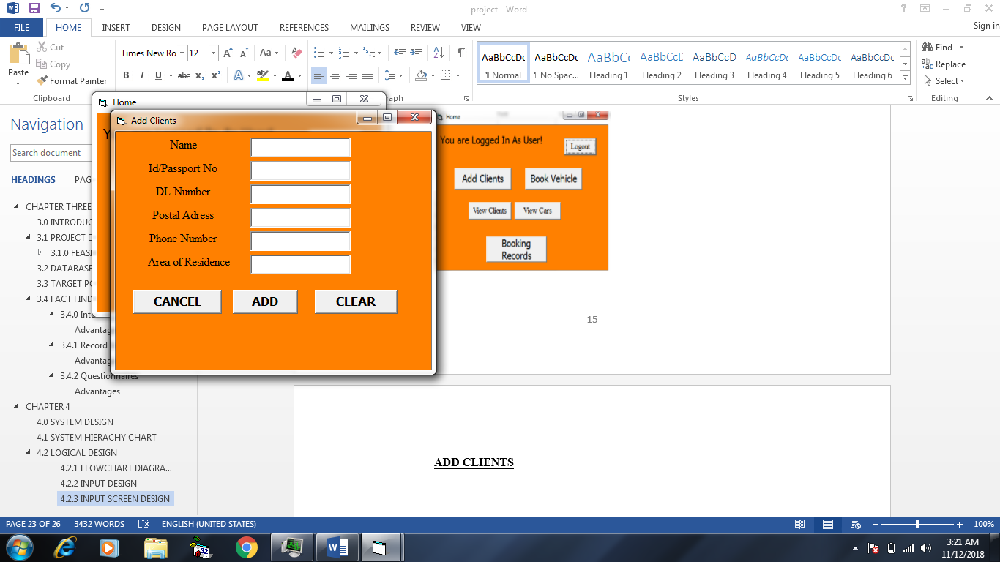 project - Word
FILE HOME INSERT DESIGN PAGE LAYOUT REFERENCES MAILINGS REVIEW VIEW Sign in
Paste
Cut
Copy
Format Painter
Clipboard
Times New Ro 12
Aa
B I U abc x₂ x² A ab A
A Z
¶
AaBbCcDc AaBbCcDc AaBbCc AaBbCcD AaBbCcD AaBbCcDc AaBbCcDc AaBbCcDc
¶ Normal ¶ No Spac... Heading 1 Heading 2 Heading 3 Heading 4 Heading 5 Heading 6
Styles
Find
Replace
Select
Editing
Navigation
Search document
HEADINGS
CHAPTER THREE
3.0 INTRODUC
3.1 PROJECT D
3.1.0 FEAS
3.2 DATABASE
3.3 TARGET PO
3.4 FACT FIND
3.4.0 Inte
Advantag
3.4.1 Record
Advantag
3.4.2 Questionnaires
Advantages
CHAPTER 4
4.0 SYSTEM DESIGN
4.1 SYSTEM HIERACHY CHART
4.2 LOGICAL DESIGN
4.2.1 FLOWCHART DIAGRA...
4.2.2 INPUT DESIGN
4.2.3 INPUT SCREEN DESIGN
Home
Add Clients
Name
Id/Passport No
DL Number
Postal Adress
Phone Number
Area of Residence
CANCEL ADD CLEAR
Home
You are Logged In As User!
Logout
Add Clients Book Vehicle
View Clients View Cars
Booking
Records
15
ADD CLIENTS
PAGE 23 OF 26 3432 WORDS ENGLISH (UNITED STATES) 100%
3:21 AM
11/12/2018